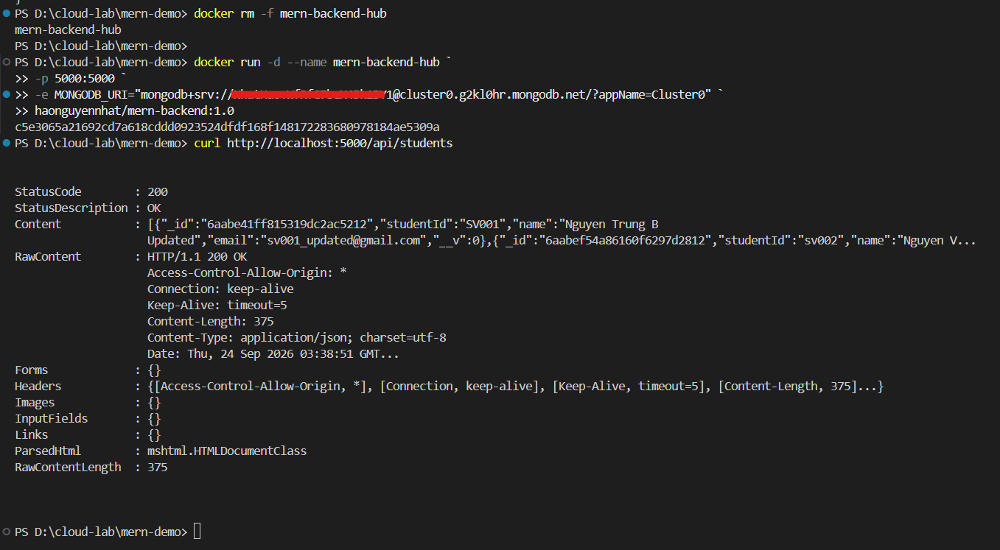 PS D:\cloud-lab\mern-demo> docker rm -f mern-backend-hub
mern-backend-hub
PS D:\cloud-lab\mern-demo>
PS D:\cloud-lab\mern-demo> docker run -d --name mern-backend-hub `
>> -p 5000:5000 `
>> -e MONGODB_URI="mongodb+srv://@cluster0.g2kl0hr.mongodb.net/?appName=Cluster0" `
>> haonguyennhat/mern-backend:1.0
c5e3065a21692cd7a618cddd0923524dfdf168f148172283680978184ae5309a
PS D:\cloud-lab\mern-demo> curl http://localhost:5000/api/students
StatusCode : 200
StatusDescription : OK
Content : [{"_id":"6aabe41ff815319dc2ac5212","studentId":"SV001","name":"Nguyen Trung B
Updated","email":"sv001_updated@gmail.com","__v":0},{"_id":"6aabef54a86160f6297d2812","studentId":"sv002","name":"Nguyen V...
RawContent : HTTP/1.1 200 OK
Access-Control-Allow-Origin: *
Connection: keep-alive
Keep-Alive: timeout=5
Content-Length: 375
Content-Type: application/json; charset=utf-8
Date: Thu, 24 Sep 2026 03:38:51 GMT...
Forms : {}
Headers : {[Access-Control-Allow-Origin, *], [Connection, keep-alive], [Keep-Alive, timeout=5], [Content-Length, 375]...}
Images : {}
InputFields : {}
Links : {}
ParsedHtml : mshtml.HTMLDocumentClass
RawContentLength : 375
PS D:\cloud-lab\mern-demo>